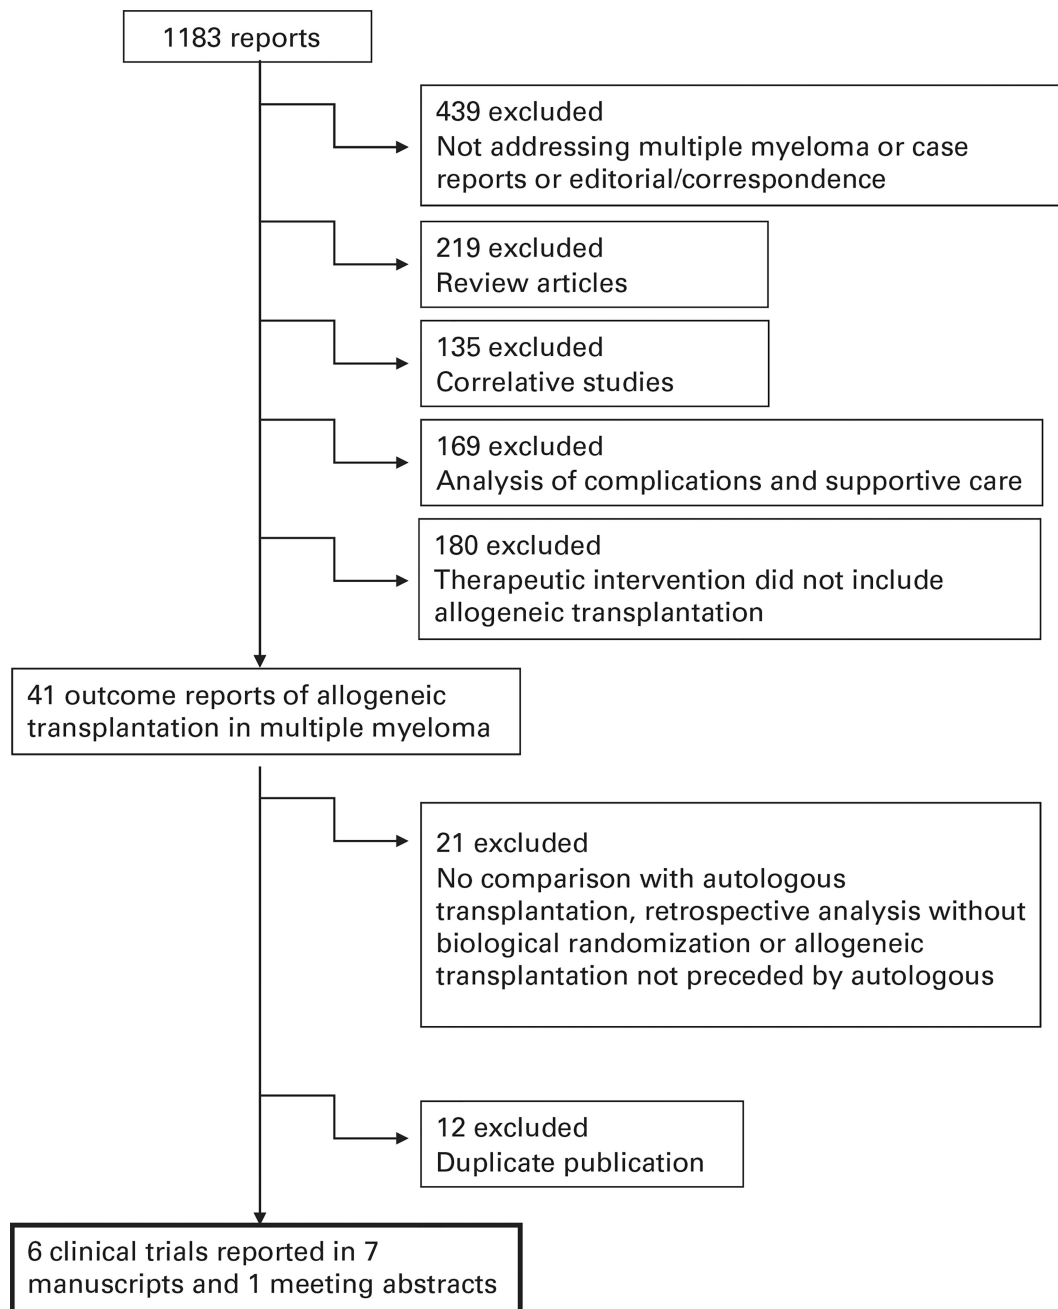 1183 reports
439 excluded
Not addressing multiple myeloma or case
reports or editorial/correspondence
219 excluded
Review articles
135 excluded
Correlative studies
169 excluded
Analysis of complications and supportive care
180 excluded
Therapeutic intervention did not include
allogeneic transplantation
41 outcome reports of allogeneic
transplantation in multiple myeloma
21 excluded
No comparison with autologous
transplantation, retrospective analysis without
biological randomization or allogeneic
transplantation not preceded by autologous
12 excluded
Duplicate publication
6 clinical trials reported in 7
manuscripts and 1 meeting abstracts